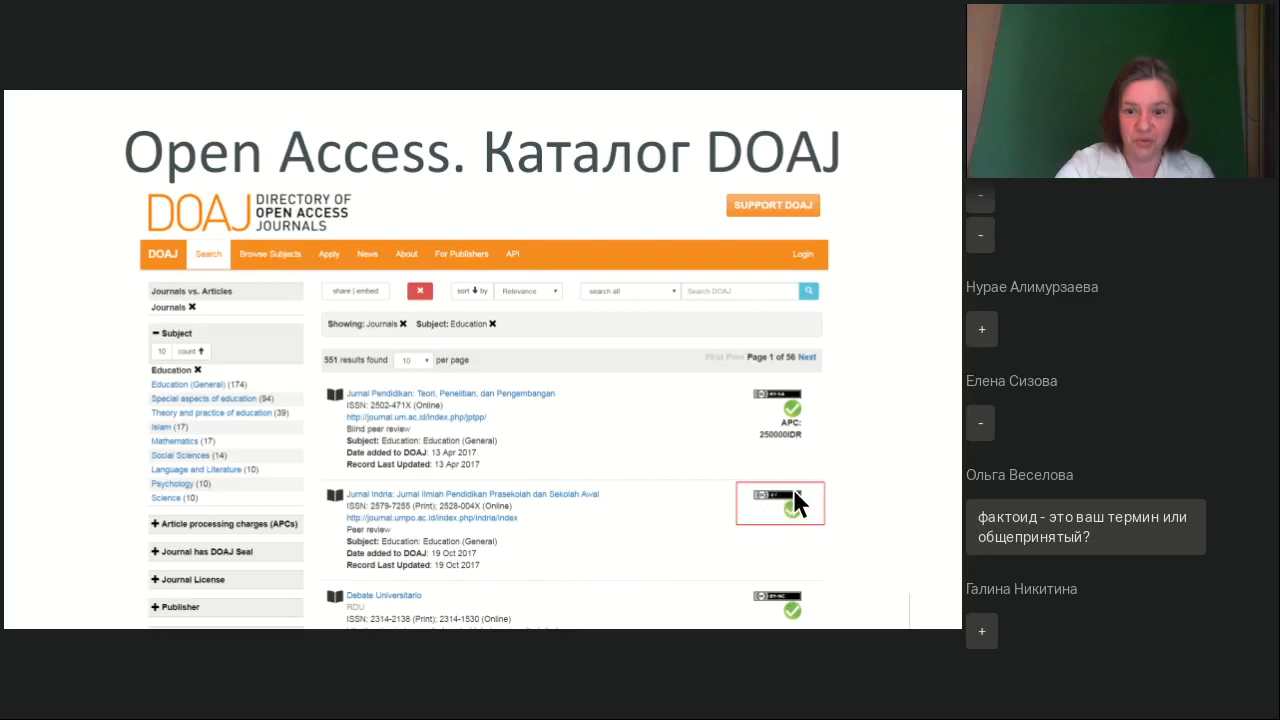 Open Access. Каталог DOAJ
DOAJ DIRECTORY OF
OPEN ACCESS
JOURNALS
SUPPORT DOAJ
DOAJ Search Browse Subjects Apply News About For Publishers API Login
Journals vs. Articles
Journals
Subject
10 count
Education
Education (General) (174)
Special aspects of education (94)
Theory and practice of education (39)
Islam (17)
Mathematics (17)
Social Sciences (14)
Language and Literature (10)
Psychology (10)
Science (10)
Article processing charges (APCs)
Journal has DOAJ Seal
Journal License
Publisher
share | embed sort by Relevance search all Search DOAJ
Showing: Journals Subject: Education
551 results found 10 per page First Prev Page 1 of 56 Next
Jurnal Pendidikan: Teori, Penelitian, dan Pengembangan
ISSN: 2502-471X (Online)
http://journal.um.ac.id/index.php/jptpp/
Blind peer review
Subject: Education: Education (General)
Date added to DOAJ: 13 Apr 2017
Record Last Updated: 13 Apr 2017
BY-SA
APC:
250000IDR
Jurnal Indria: Jurnal Ilmiah Pendidikan Prasekolah dan Sekolah Awal
ISSN: 2579-7255 (Print); 2528-004X (Online)
http://journal.umpo.ac.id/index.php/indria/index
Peer review
Subject: Education: Education (General)
Date added to DOAJ: 19 Oct 2017
Record Last Updated: 19 Oct 2017
BY
Debate Universitario
RDU
ISSN: 2314-2138 (Print); 2314-1530 (Online)
BY-NC
-
-
Нурае Алимурзаева
+
Елена Сизова
-
Ольга Веселова
фактоид - это ваш термин или
общепринятый?
Галина Никитина
+